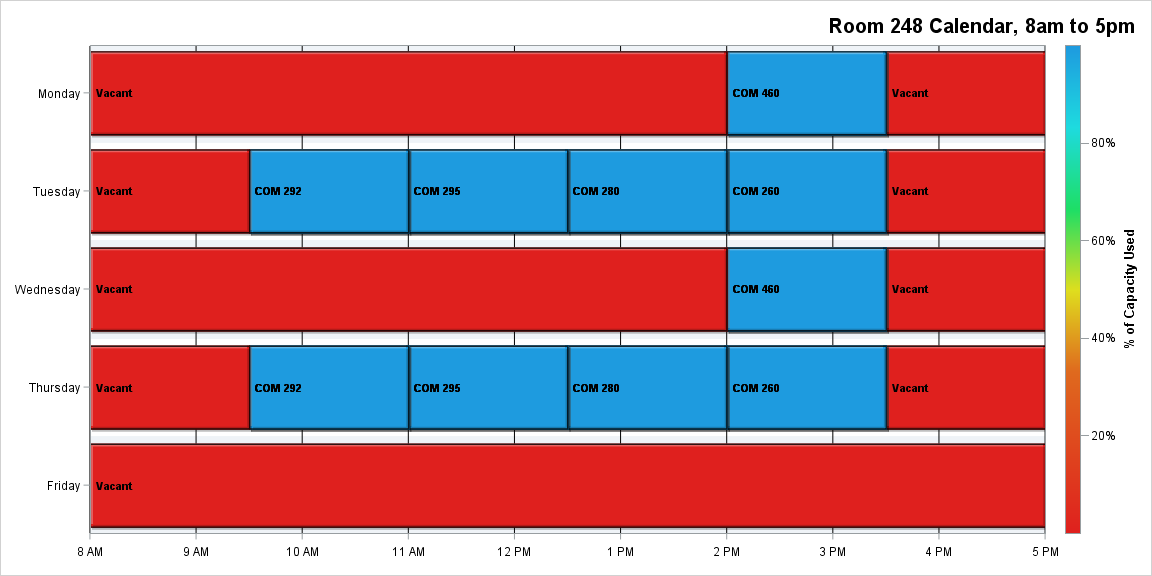 Room 248 Calendar, 8am to 5pm
Monday
Vacant
COM 460
Vacant
Tuesday
Vacant
COM 292
COM 295
COM 280
COM 260
Vacant
Wednesday
Vacant
COM 460
Vacant
Thursday
Vacant
COM 292
COM 295
COM 280
COM 260
Vacant
Friday
Vacant
8 AM
9 AM
10 AM
11 AM
12 PM
1 PM
2 PM
3 PM
4 PM
5 PM
80%
60%
40%
20%
% of Capacity Used